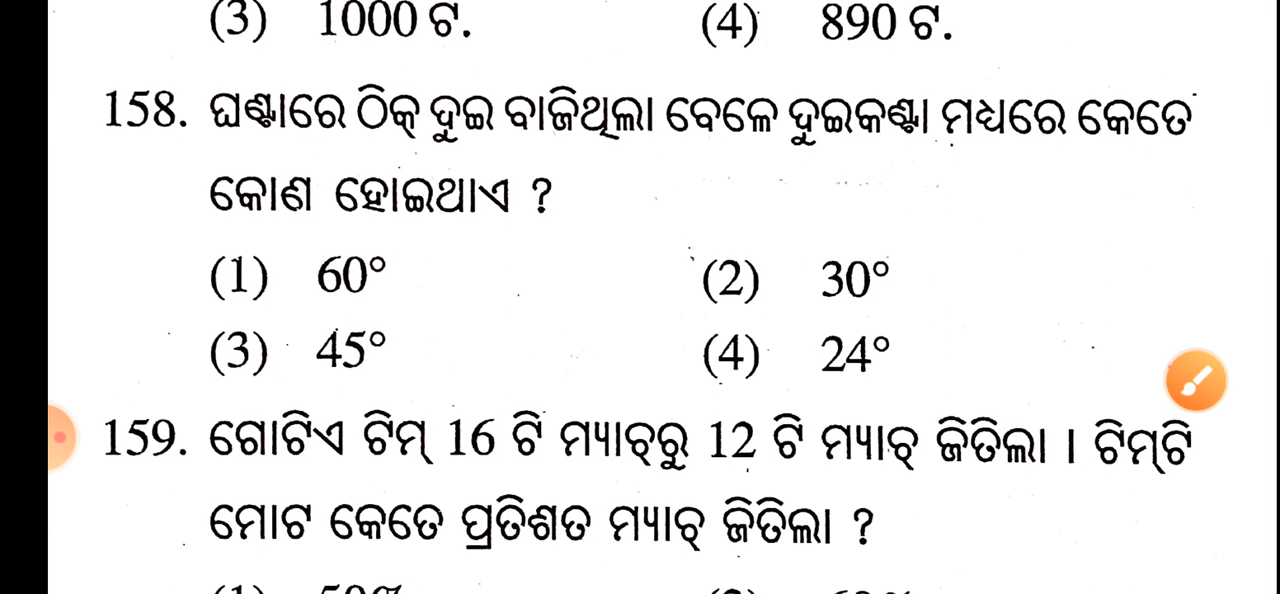 (3) 1000 ଟ. (4) 890 ଟ.
158. ଘଣ୍ଟାରେ ଠିକ୍ ଦୁଇ ବାଜିଥିଲା ବେଳେ ଦୁଇକଣ୍ଟା ମଧ୍ୟରେ କେତେ
କୋଣ ହୋଇଥାଏ ?
(1) 60° (2) 30°
(3) 45° (4) 24°
159. ଗୋଟିଏ ଟିମ୍ 16 ଟି ମ୍ୟାଚ୍‌ରୁ 12 ଟି ମ୍ୟାଚ୍ ଜିତିଲା । ଟିମ୍‌ଟି
ମୋଟ କେତେ ପ୍ରତିଶତ ମ୍ୟାଚ୍ ଜିତିଲା ?